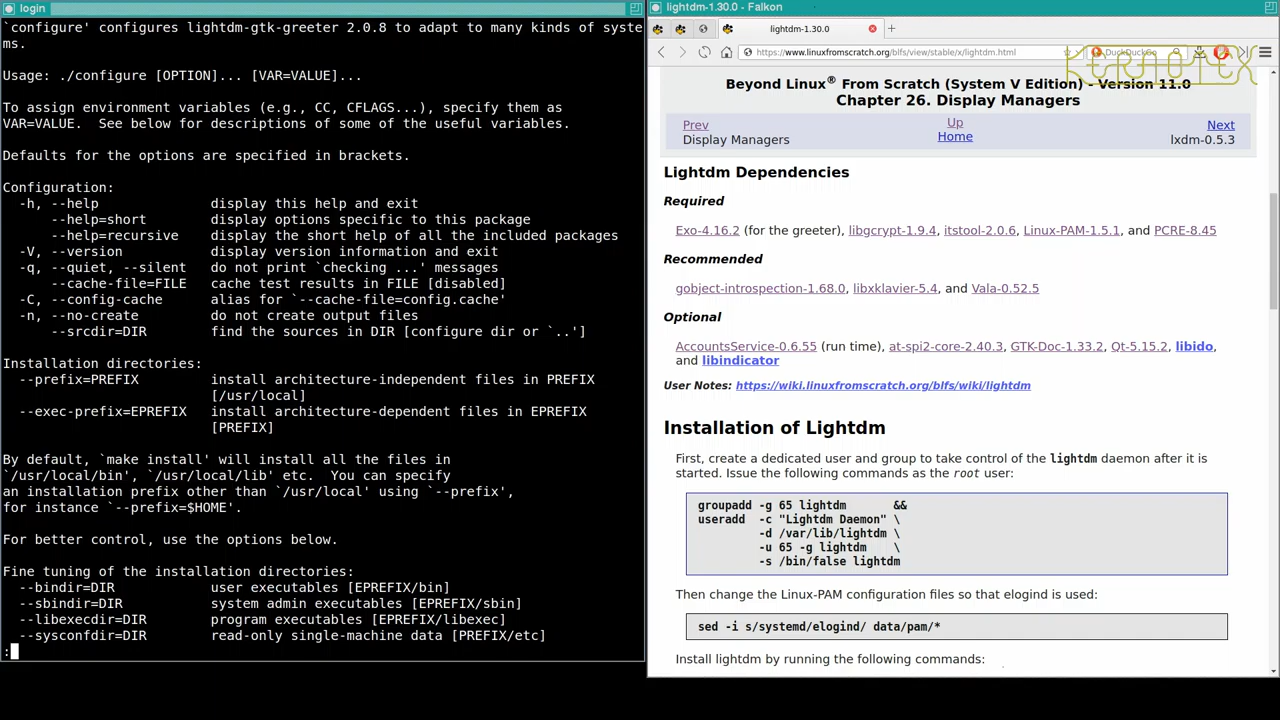 login
`configure' configures lightdm-gtk-greeter 2.0.8 to adapt to many kinds of syste
ms.
Usage: ./configure [OPTION]... [VAR=VALUE]...
To assign environment variables (e.g., CC, CFLAGS...), specify them as
VAR=VALUE.  See below for descriptions of some of the useful variables.
Defaults for the options are specified in brackets.
Configuration:
  -h, --help              display this help and exit
      --help=short        display options specific to this package
      --help=recursive    display the short help of all the included packages
  -V, --version           display version information and exit
  -q, --quiet, --silent   do not print `checking ...' messages
      --cache-file=FILE   cache test results in FILE [disabled]
  -C, --config-cache      alias for `--cache-file=config.cache'
  -n, --no-create         do not create output files
      --srcdir=DIR        find the sources in DIR [configure dir or `..']
Installation directories:
  --prefix=PREFIX         install architecture-independent files in PREFIX
                          [/usr/local]
  --exec-prefix=EPREFIX   install architecture-dependent files in EPREFIX
                          [PREFIX]
By default, `make install' will install all the files in
`/usr/local/bin', `/usr/local/lib' etc.  You can specify
an installation prefix other than `/usr/local' using `--prefix',
for instance `--prefix=$HOME'.
For better control, use the options below.
Fine tuning of the installation directories:
  --bindir=DIR            user executables [EPREFIX/bin]
  --sbindir=DIR           system admin executables [EPREFIX/sbin]
  --libexecdir=DIR        program executables [EPREFIX/libexec]
  --sysconfdir=DIR        read-only single-machine data [PREFIX/etc]
:
lightdm-1.30.0 - Falkon
lightdm-1.30.0
https://www.linuxfromscratch.org/blfs/view/stable/x/lightdm.html
DuckDuckGo
KERNOTEX
Beyond Linux® From Scratch (System V Edition) - Version 11.0
Chapter 26. Display Managers
Prev Up Next
Display Managers Home lxdm-0.5.3
Lightdm Dependencies
Required
Exo-4.16.2 (for the greeter), libgcrypt-1.9.4, itstool-2.0.6, Linux-PAM-1.5.1, and PCRE-8.45
Recommended
gobject-introspection-1.68.0, libxklavier-5.4, and Vala-0.52.5
Optional
AccountsService-0.6.55 (run time), at-spi2-core-2.40.3, GTK-Doc-1.33.2, Qt-5.15.2, libido,
and libindicator
User Notes: https://wiki.linuxfromscratch.org/blfs/wiki/lightdm
Installation of Lightdm
First, create a dedicated user and group to take control of the lightdm daemon after it is
started. Issue the following commands as the root user:
groupadd -g 65 lightdm       &&
useradd  -c "Lightdm Daemon" \
         -d /var/lib/lightdm \
         -u 65 -g lightdm    \
         -s /bin/false lightdm
Then change the Linux-PAM configuration files so that elogind is used:
sed -i s/systemd/elogind/ data/pam/*
Install lightdm by running the following commands: